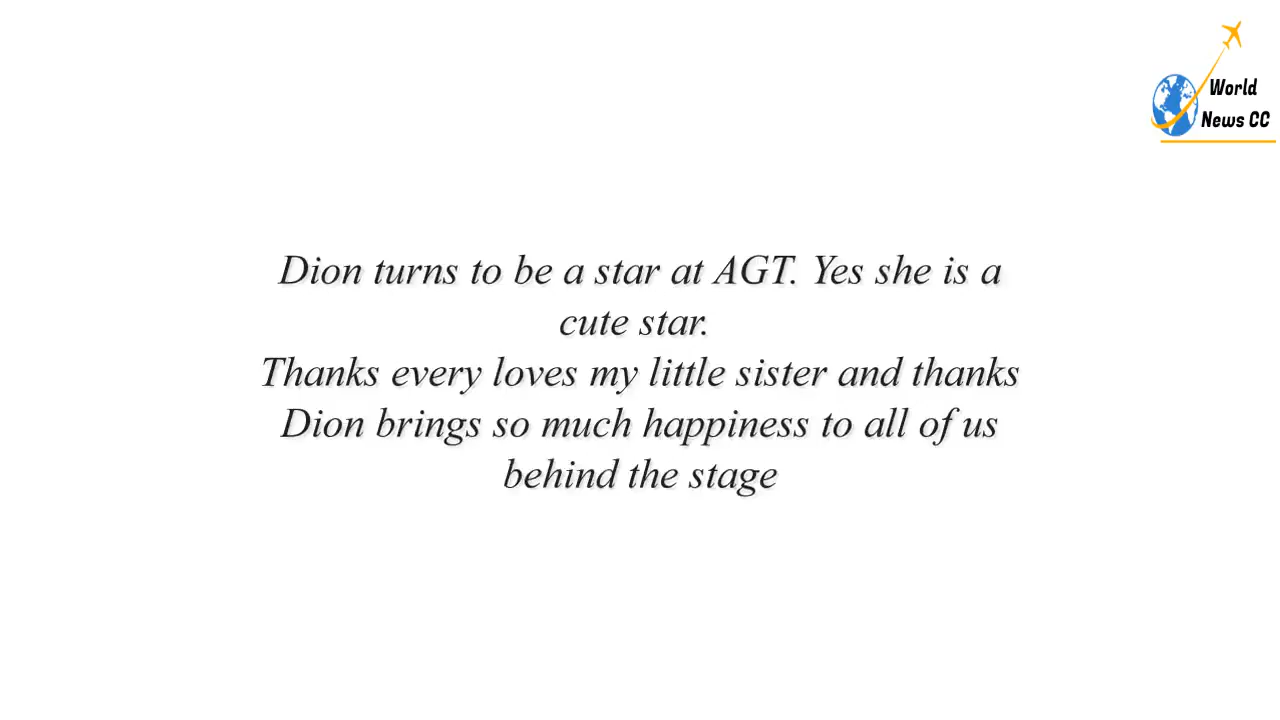 World
News CC
Dion turns to be a star at AGT. Yes she is a
cute star.
Thanks every loves my little sister and thanks
Dion brings so much happiness to all of us
behind the stage